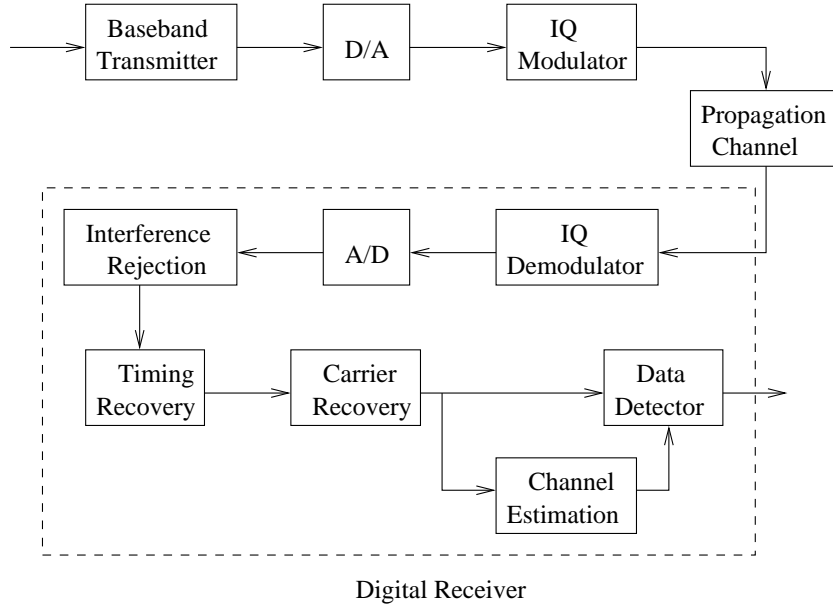 Baseband
Transmitter
D/A
IQ
Modulator
Propagation
Channel
Interference
Rejection
A/D
IQ
Demodulator
Timing
Recovery
Carrier
Recovery
Data
Detector
Channel
Estimation
Digital Receiver